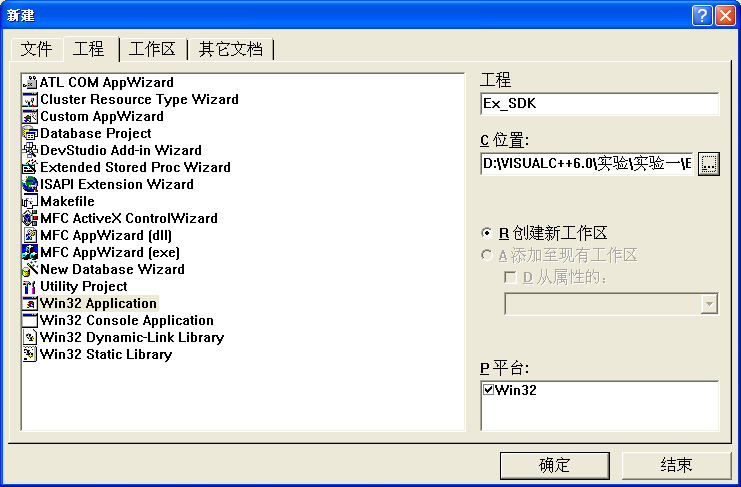 新建
文件 工程 工作区 其它文档
ATL COM AppWizard
Cluster Resource Type Wizard
Custom AppWizard
Database Project
DevStudio Add-in Wizard
Extended Stored Proc Wizard
ISAPI Extension Wizard
Makefile
MFC ActiveX ControlWizard
MFC AppWizard (dll)
MFC AppWizard (exe)
New Database Wizard
Utility Project
Win32 Application
Win32 Console Application
Win32 Dynamic-Link Library
Win32 Static Library
工程
Ex_SDK
C 位置:
D:\VISUALC++6.0\实验\实验一\E
...
R 创建新工作区
A 添加至现有工作区
D 从属性的:
P 平台:
Win32
确定 结束